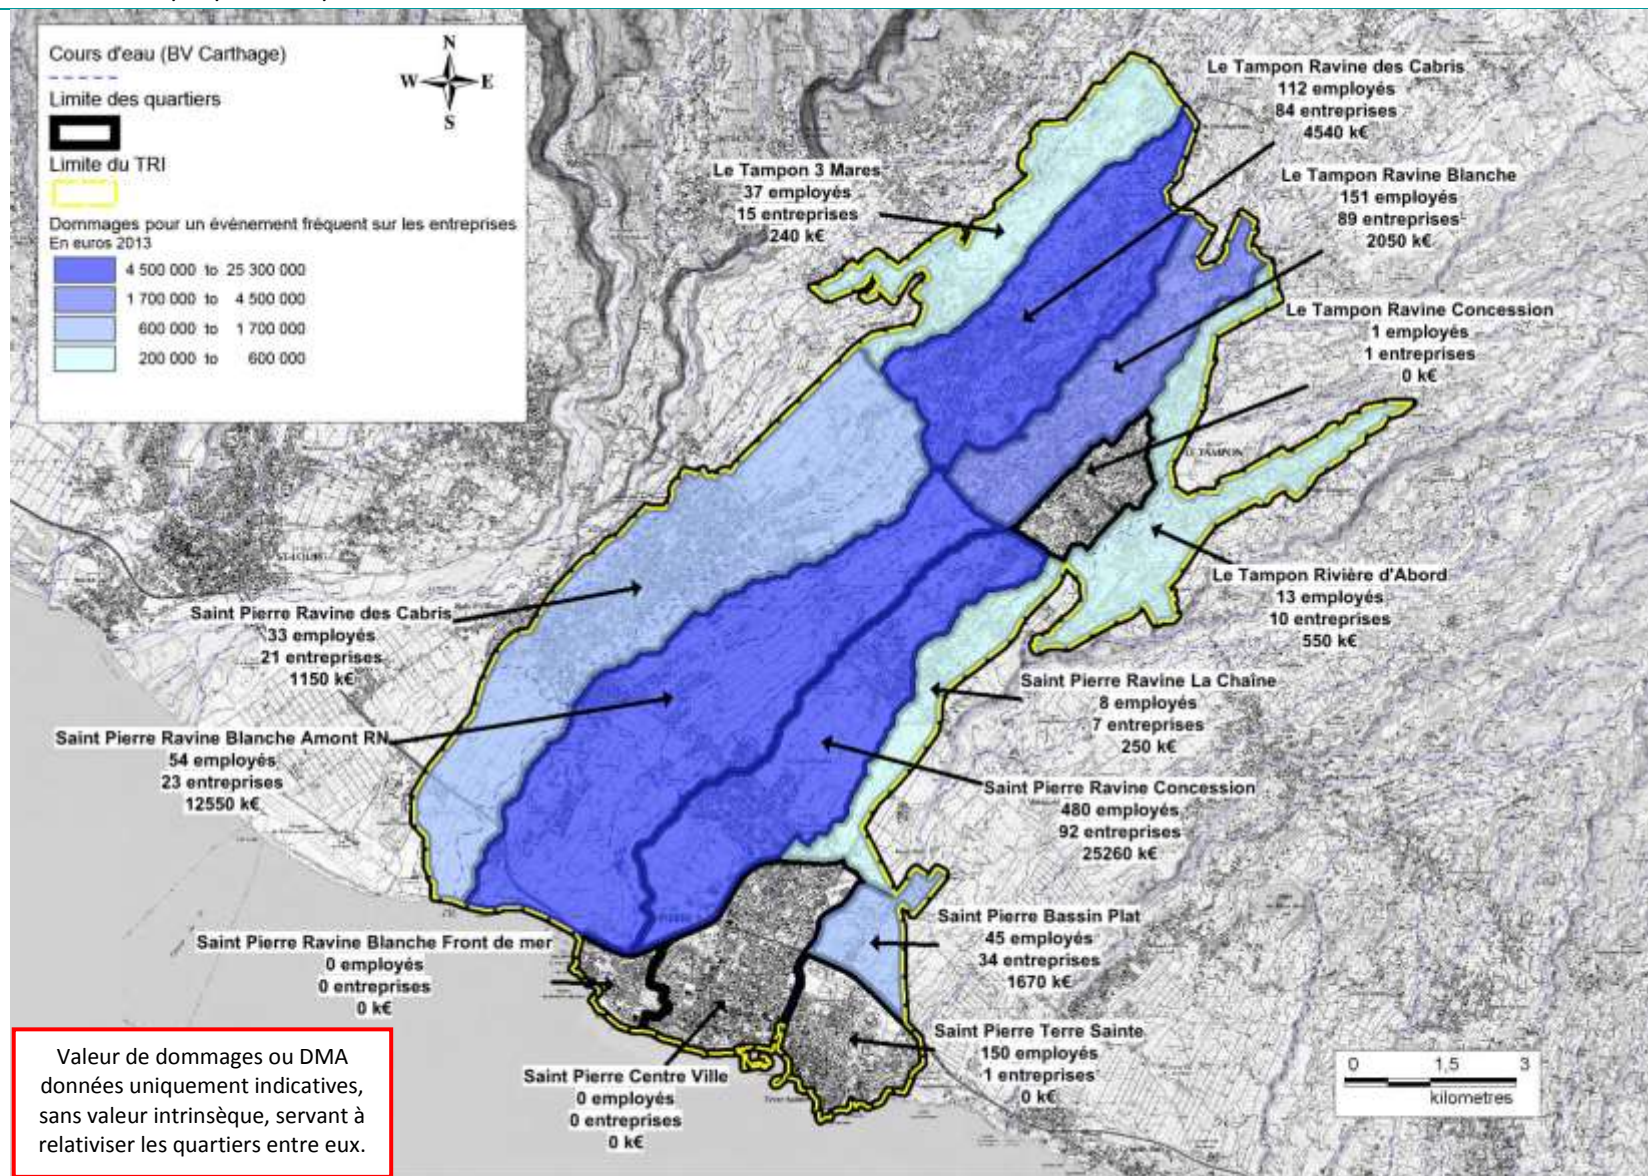 Cours d'eau (BV Carthage)
Limite des quartiers
Limite du TRI
Dommages pour un évènement fréquent sur les entreprises
En euros 2013
4 500 000 to 25 300 000
1 700 000 to 4 500 000
600 000 to 1 700 000
200 000 to 600 000
N
W E
S
Le Tampon Ravine des Cabris
112 employés
84 entreprises
4540 k€
Le Tampon 3 Mares
37 employés
15 entreprises
240 k€
Le Tampon Ravine Blanche
151 employés
89 entreprises
2050 k€
Le Tampon Ravine Concession
1 employés
1 entreprises
0 k€
LE TAMPON
ST-LOUIS
Le Tampon Rivière d'Abord
13 employés
10 entreprises
550 k€
Saint Pierre Ravine des Cabris
33 employés
21 entreprises
1150 k€
Saint Pierre Ravine La Chaîne
8 employés
7 entreprises
250 k€
Saint Pierre Ravine Blanche Amont RN
54 employés
23 entreprises
12550 k€
Saint Pierre Ravine Concession
480 employés
92 entreprises
25260 k€
Saint Pierre Bassin Plat
45 employés
34 entreprises
1670 k€
Saint Pierre Ravine Blanche Front de mer
0 employés
0 entreprises
0 k€
Saint Pierre Terre Sainte
150 employés
1 entreprises
0 k€
Saint Pierre Centre Ville
0 employés
0 entreprises
0 k€
Valeur de dommages ou DMA
données uniquement indicatives,
sans valeur intrinsèque, servant à
relativiser les quartiers entre eux.
0 1,5 3
kilometres